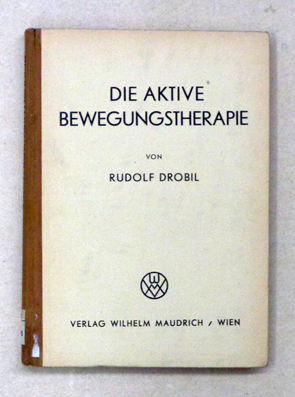 DIE AKTIVE
BEWEGUNGSTHERAPIE
VON
RUDOLF DROBIL
VERLAG WILHELM MAUDRICH / WIEN